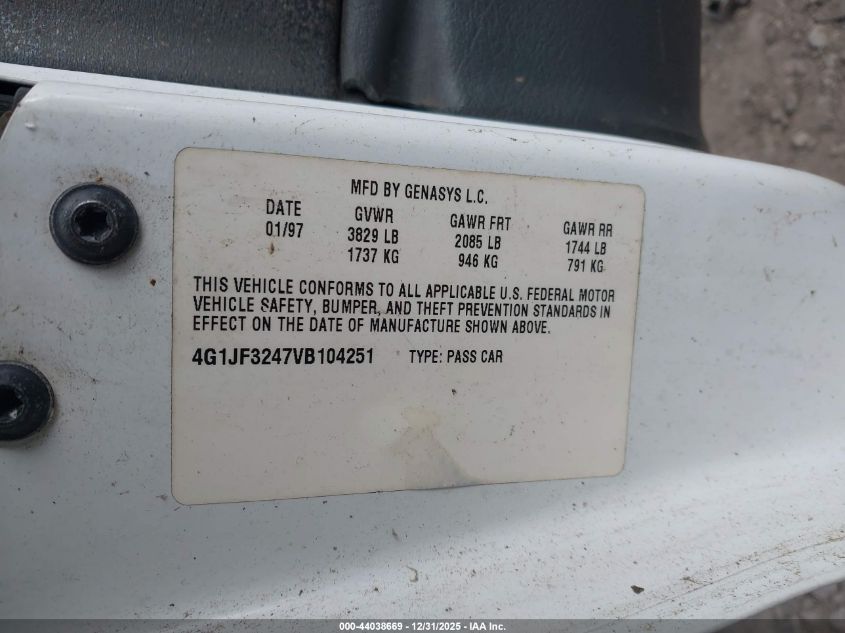 MFD BY GENASYS L.C.
DATE GVWR GAWR FRT GAWR RR
01/97 3829 LB 2085 LB 1744 LB
1737 KG 946 KG 791 KG
THIS VEHICLE CONFORMS TO ALL APPLICABLE U.S. FEDERAL MOTOR
VEHICLE SAFETY, BUMPER, AND THEFT PREVENTION STANDARDS IN
EFFECT ON THE DATE OF MANUFACTURE SHOWN ABOVE.
4G1JF3247VB104251 TYPE: PASS CAR
000-44038669 - 12/31/2025 - IAA Inc.